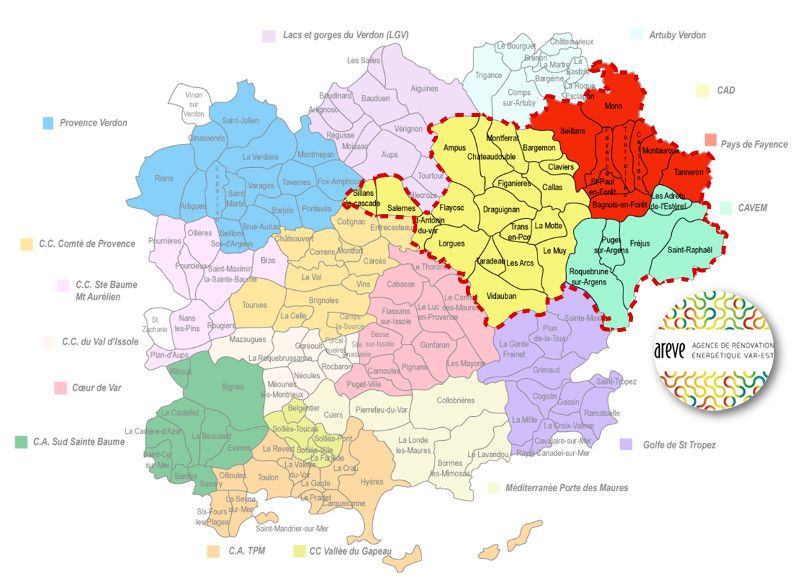 Lacs et gorges du Verdon (LGV)
Artuby Verdon
CAD
Pays de Fayence
CAVEM
Golfe de St Tropez
Méditerranée Porte des Maures
CC Vallée du Gapeau
C.A. TPM
C.A. Sud Sainte Baume
Cœur de Var
C.C. du Val d'Issole
C.C. Ste Baume
Mt Aurélien
C.C. Comté de Provence
Provence Verdon
Le Bourguet
Châteauvieux
Brenon
La Martre
La
Bastide
Trigance
Bargème
La Roque
Esclapon
Comps
sur-Artuby
Les Salles
Aiguines
Baudinard
Bauduen
Artignosc
Régusse
Vérignon
Moissac
Aups
Tourtour
Villecroze
Vinon
sur
Verdon
Saint-Julien
Ginasservis
La Verdière
Montmeyan
Rians
Esparron
Saint
Martin
Varages
Tavernes
Fox-Amphoux
Artigues
Barjols
Pontevès
Seillons
Sce-d'Argens
Brue-Auriac
Sillans
la-cascade
Salernes
Ampus
Montferrat
Chateaudouble
Bargemon
Claviers
Figanières
Callas
Flayosc
Draguignan
St-Antonin
du-var
Trans
en-Pce
La Motte
Lorgues
Taradeau
Les Arcs
Le Muy
Vidauban
Mons
Seillans
Fayence
Tourrettes
Callian
Montauroux
Tanneron
St-Paul
en-Forêt
Bagnols-en-Forêt
Les Adrets
de-l'Estérel
Puget
sur-Argens
Fréjus
Saint-Raphaël
Roquebrune
sur-Argens
Cotignac
Entrecasteaux
Châteauvert
Correns
Montfort
Carcès
Le Val
Vins
Brignoles
Tourves
La Celle
Camps
la-Source
Pourrières
Ollières
Pourcieux
Saint-Maximin
la-Sainte-Baume
Bras
St
Zacharie
Nans
les-Pins
Rougiers
Plan-d'Aups
Mazaugues
Garéoult
Forcal-
queiret
Ste
Anastasie
La Roquebrussanne
Rocbaron
Néoules
Méounes
les-Montrieux
Le Thoronet
Cabasse
Le Cannet
Le Luc
des-Maures
en-Provence
Flassans
sur-Issole
Besse
sur-Issole
Gonfaron
Les Mayons
Carnoules
Pignans
Puget-Ville
Sainte-Maxime
Plan
de-la-Tour
La Garde
Freinet
Grimaud
Saint-Tropez
Cogolin
Gassin
Ramatuelle
La Môle
La Croix-Valmer
Cavalaire-sur-Mer
Rayol Canadel-sur-Mer
Collobrières
Pierrefeu-du-Var
Cuers
La Londe
les-Maures
Bormes
les-Mimosas
Le Lavandou
Riboux
Signes
Le Castellet
La Cadière-d'Azur
Le Beausset
Evenos
Saint-Cyr
sur-Mer
Bandol
Sanary
Belgentier
Solliès-Toucas
Solliès-Pont
Solliès-Ville
La Farlède
Le Revest
La Valette
du-Var
La Crau
Ollioules
Toulon
La Garde
Hyères
Le Pradet
Carqueiranne
La Seyne
sur-Mer
Six-Fours
les-Plages
Saint-Mandrier-sur-Mer
areve
AGENCE DE RÉNOVATION
ÉNERGÉTIQUE VAR-EST